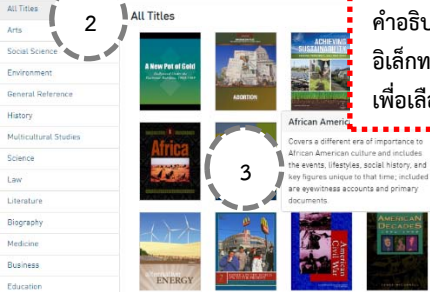 All Titles
Arts
Social Science
Environment
General Reference
History
Multicultural Studies
Science
Law
Literature
Biography
Medicine
Business
Education
2
All Titles
คำอธิบ
อิเล็กท
เพื่อเลือ
A New Pot of Gold
ABORTION
ACHIEVING
SUSTAINABILITY
Africa
3
African Americ
Covers a different era of importance to
African American culture and includes
the events, lifestyles, social history, and
key figures unique to that time; included
are eyewitness accounts and primary
documents.
ENERGY
American
Civil War
AMERICAN
DECADES